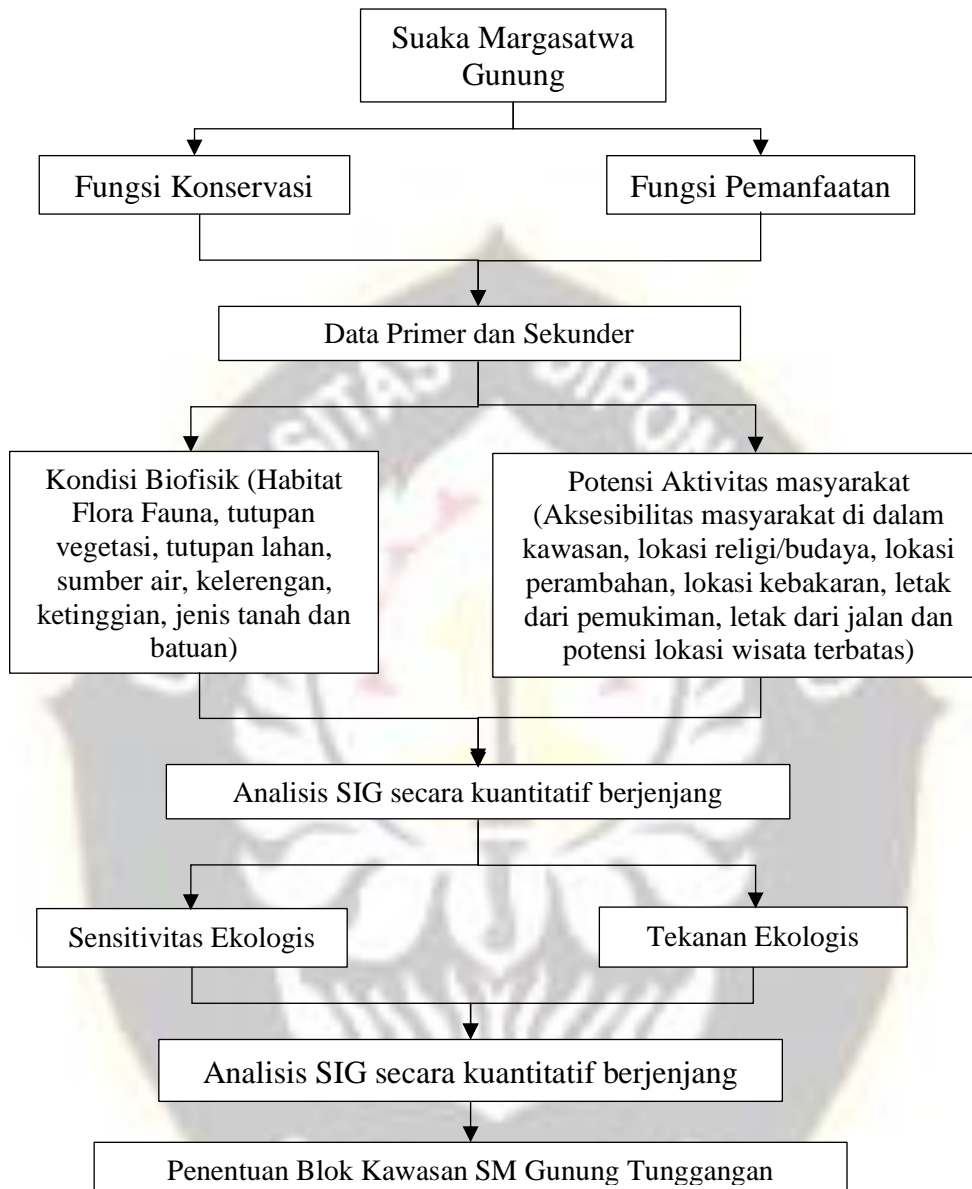 Suaka Margasatwa
Gunung
Fungsi Konservasi
Fungsi Pemanfaatan
Data Primer dan Sekunder
SITAS DIPON
Kondisi Biofisik (Habitat
Flora Fauna, tutupan
vegetasi, tutupan lahan,
sumber air, kelerengan,
ketinggian, jenis tanah dan
batuan)
Potensi Aktivitas masyarakat
(Aksesibilitas masyarakat di dalam
kawasan, lokasi religi/budaya, lokasi
perambahan, lokasi kebakaran, letak
dari pemukiman, letak dari jalan dan
potensi lokasi wisata terbatas)
Analisis SIG secara kuantitatif berjenjang
Sensitivitas Ekologis
Tekanan Ekologis
Analisis SIG secara kuantitatif berjenjang
Penentuan Blok Kawasan SM Gunung Tunggangan